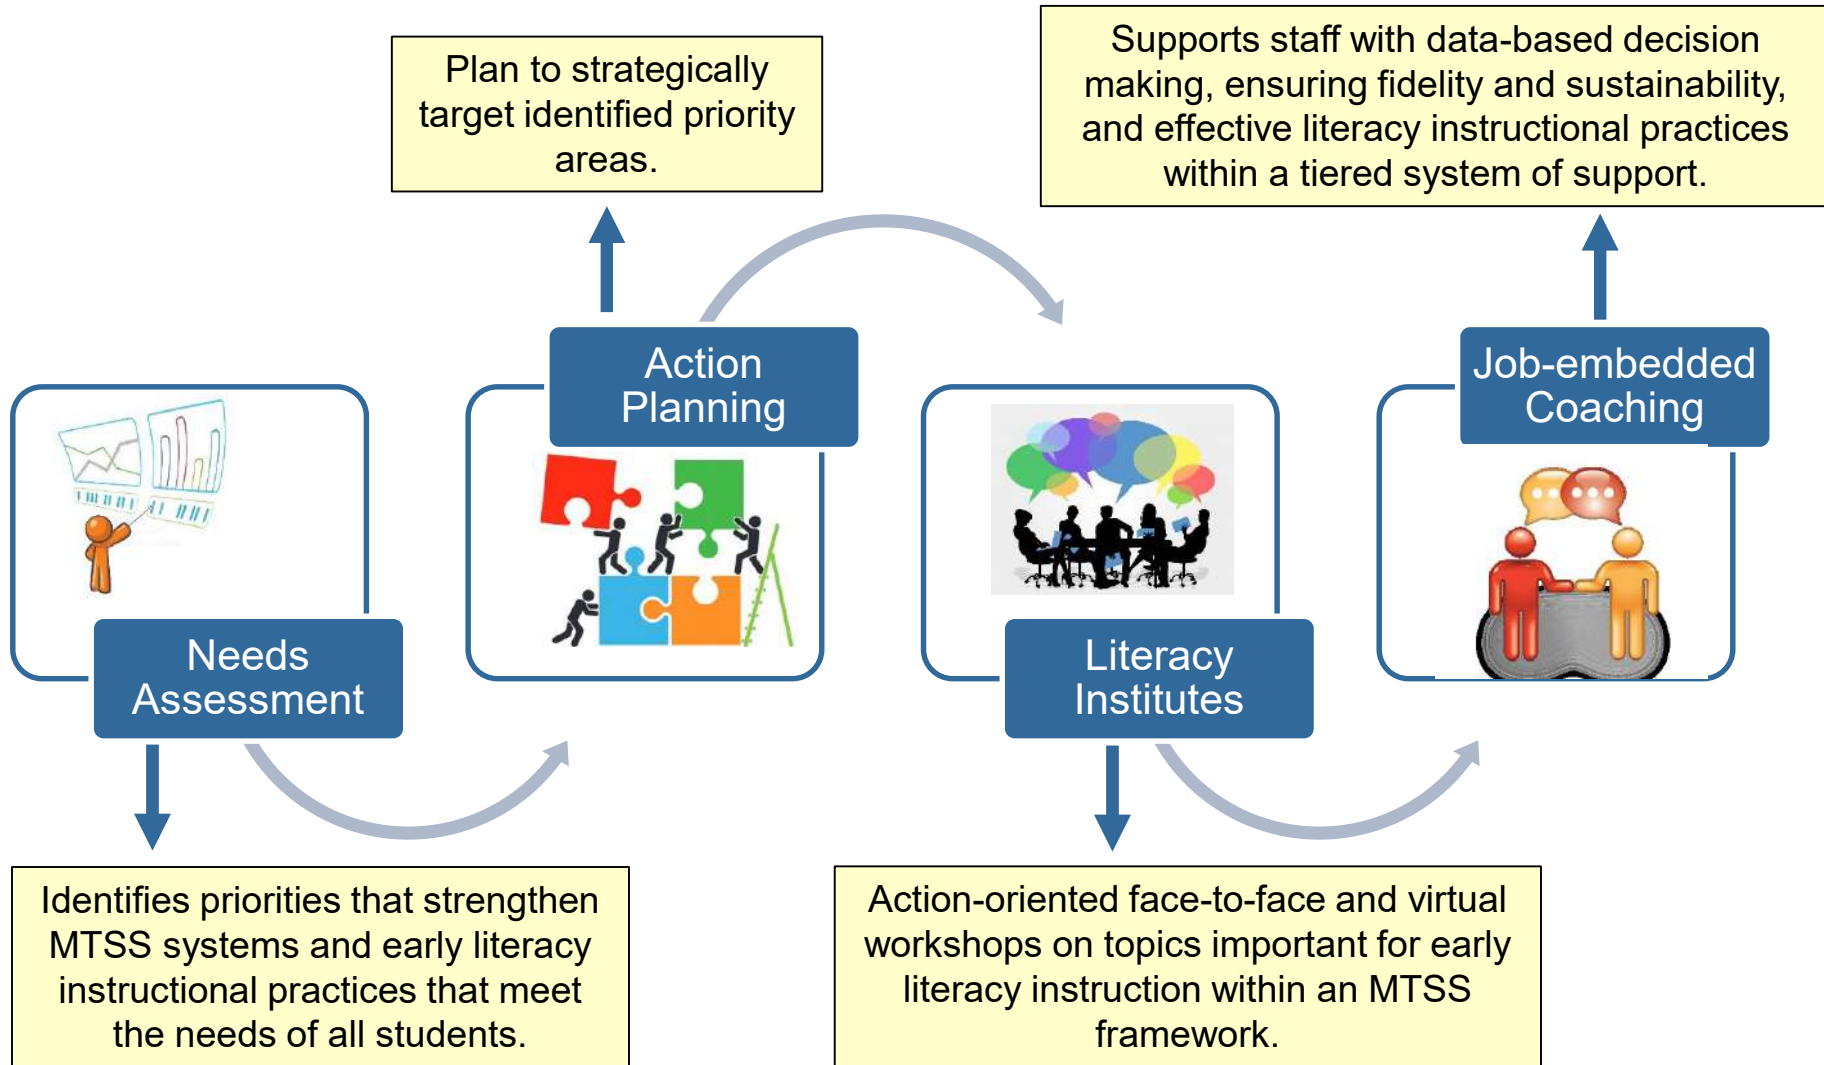 Plan to strategically
target identified priority
areas.
Supports staff with data-based decision
making, ensuring fidelity and sustainability,
and effective literacy instructional practices
within a tiered system of support.
Action
Planning
Job-embedded
Coaching
Needs
Assessment
Literacy
Institutes
Identifies priorities that strengthen
MTSS systems and early literacy
instructional practices that meet
the needs of all students.
Action-oriented face-to-face and virtual
workshops on topics important for early
literacy instruction within an MTSS
framework.